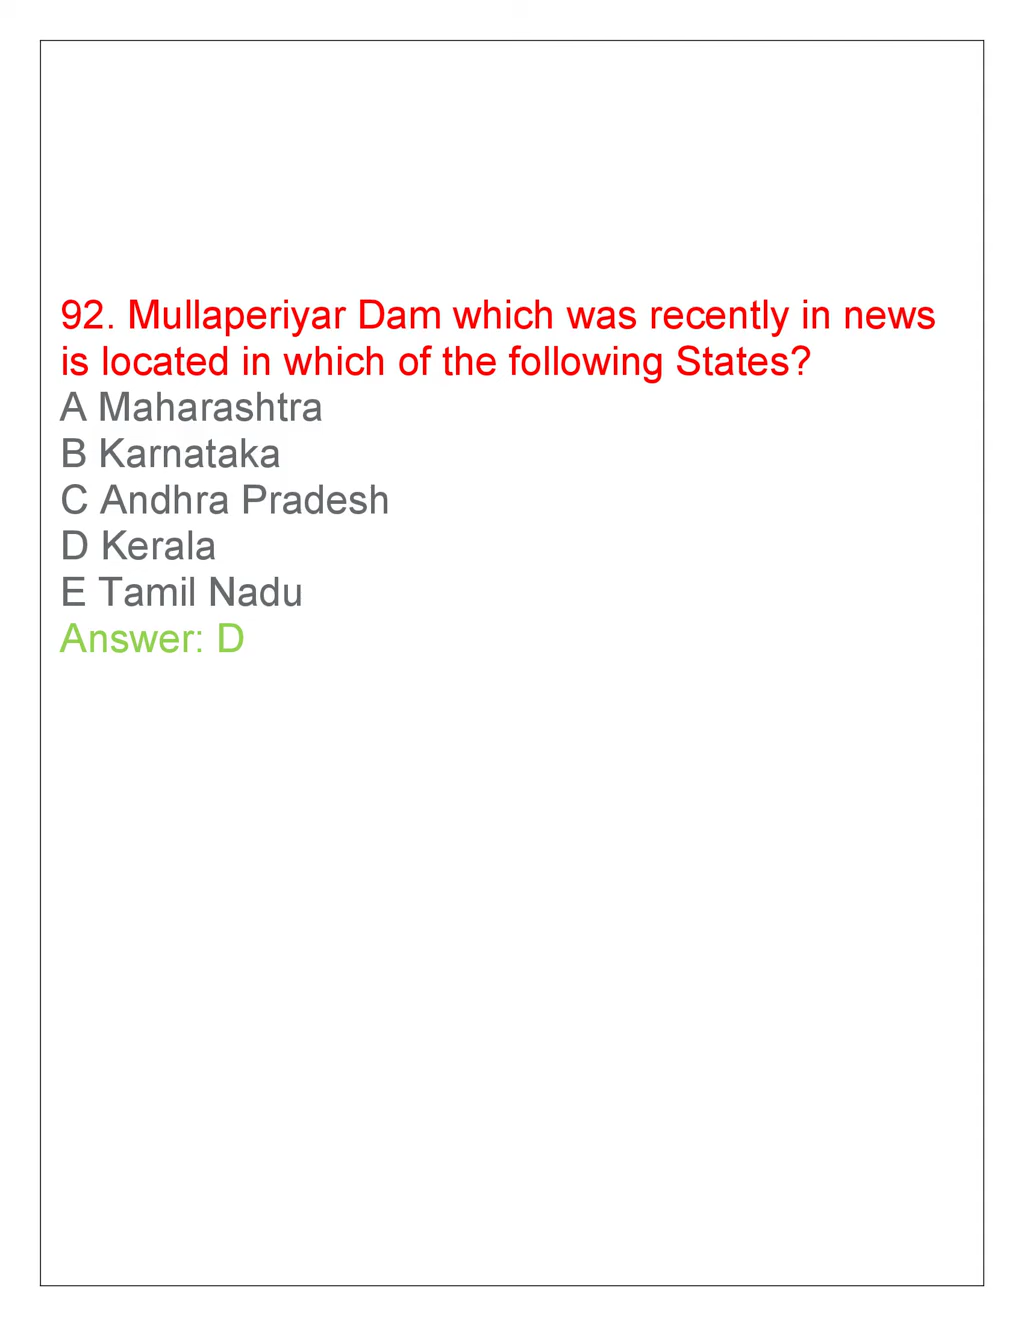 92. Mullaperiyar Dam which was recently in news
is located in which of the following States?
A Maharashtra
B Karnataka
C Andhra Pradesh
D Kerala
E Tamil Nadu
Answer: D